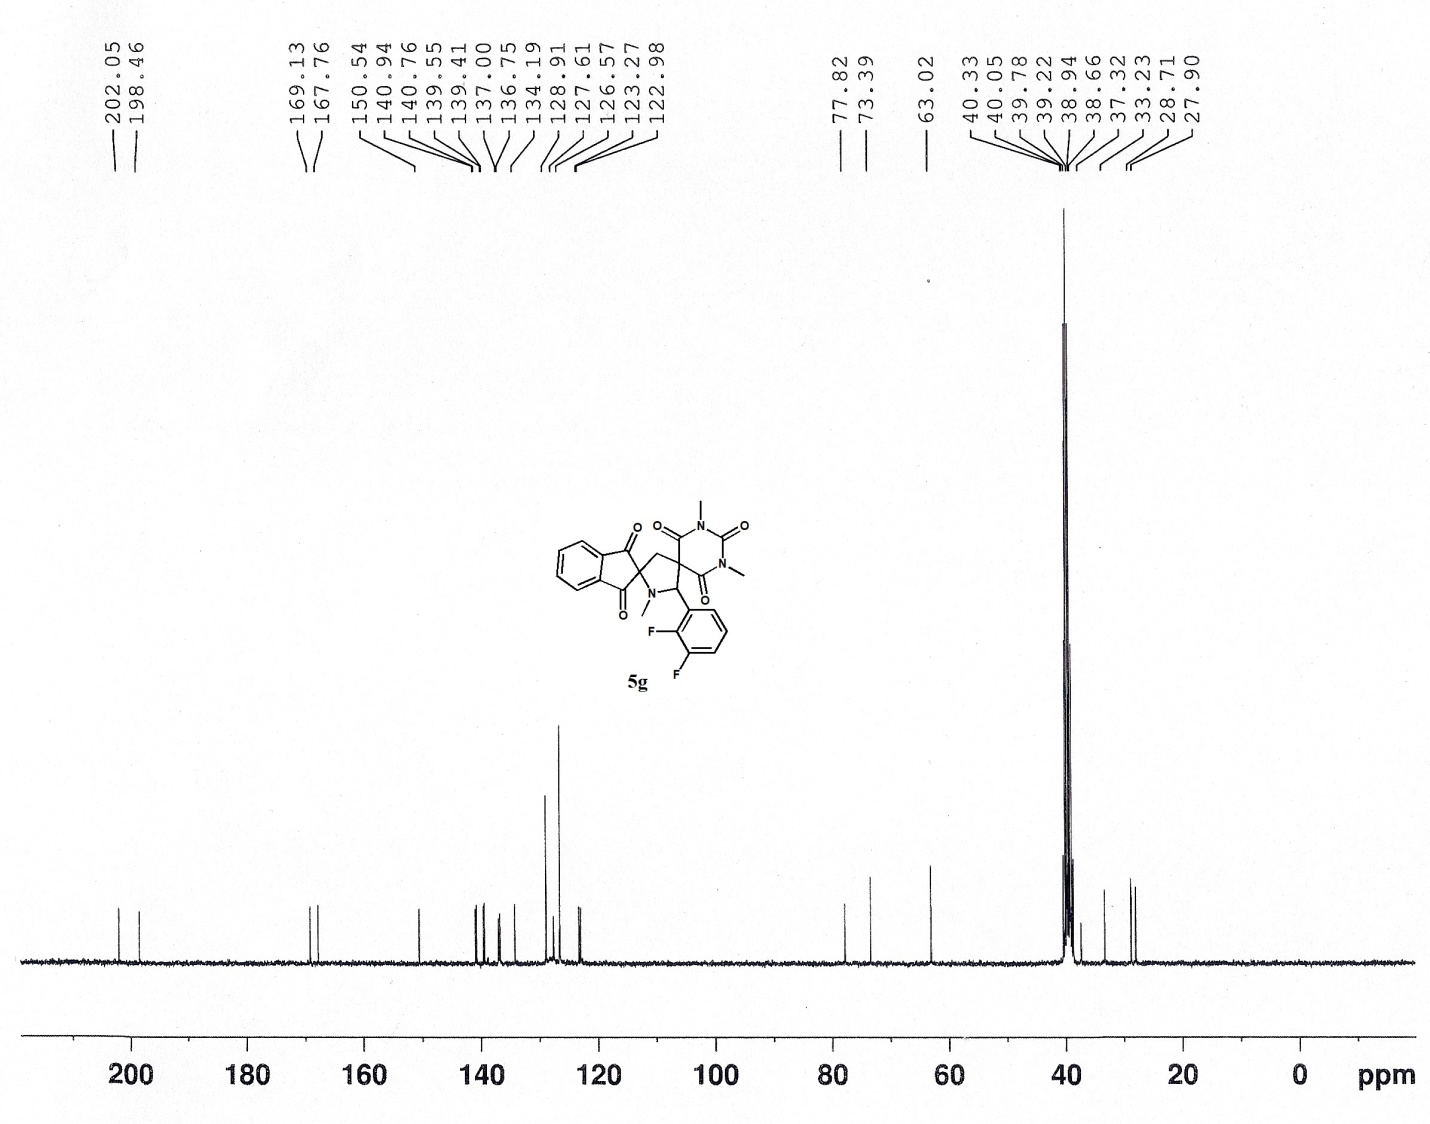 202.05
198.46
169.13
167.76
150.54
140.94
140.76
139.55
139.41
137.00
136.75
134.19
128.91
127.61
126.57
123.27
122.98
77.82
73.39
63.02
40.33
40.05
39.78
39.22
38.94
38.66
37.32
33.23
28.71
27.90
N
O
O
O
N
O
N
O
O
F
F
5g
200 180 160 140 120 100 80 60 40 20 0 ppm